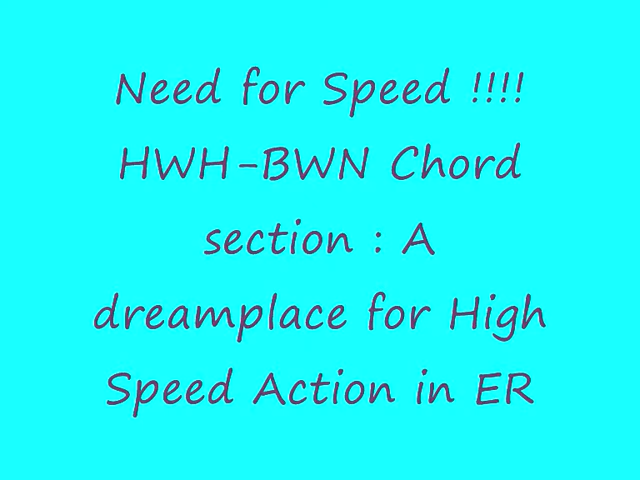 Need for Speed !!!!
HWH-BWN Chord
section : A
dreamplace for High
Speed Action in ER